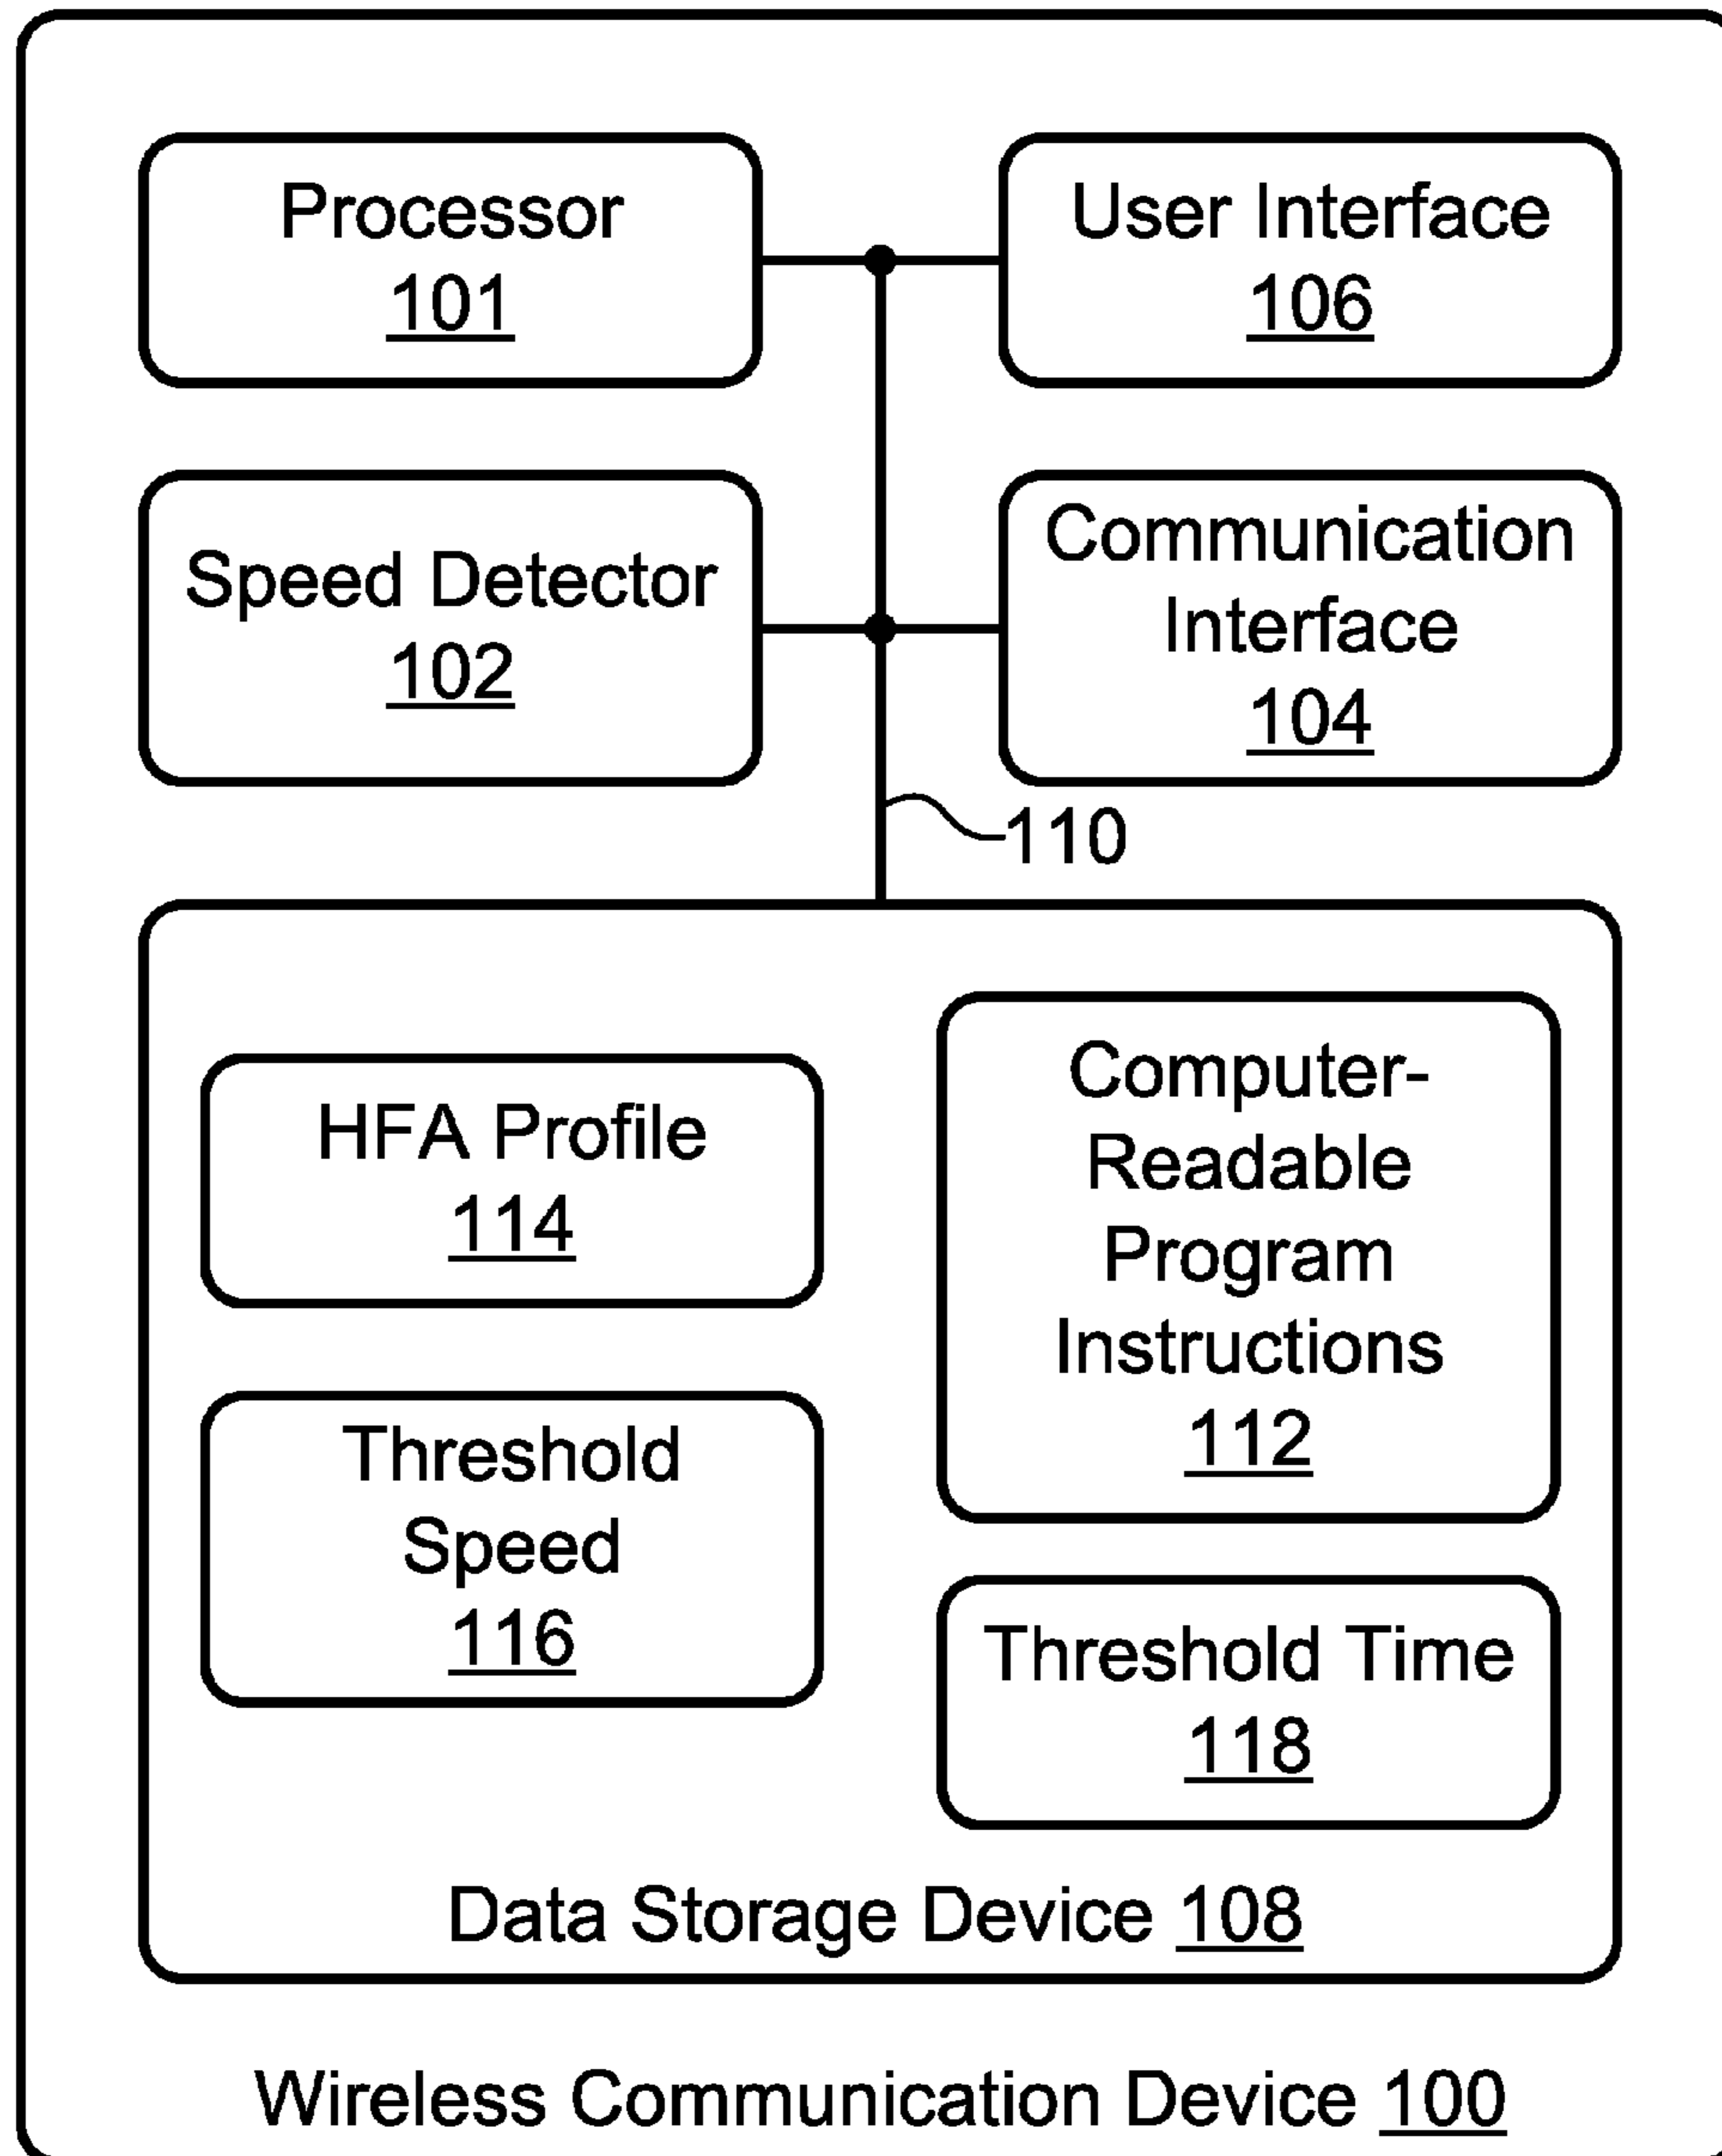 Processor
101
User Interface
106
Speed Detector
102
Communication
Interface
104
110
HFA Profile
114
Computer-
Readable
Program
Instructions
112
Threshold
Speed
116
Threshold Time
118
Data Storage Device 108
Wireless Communication Device 100